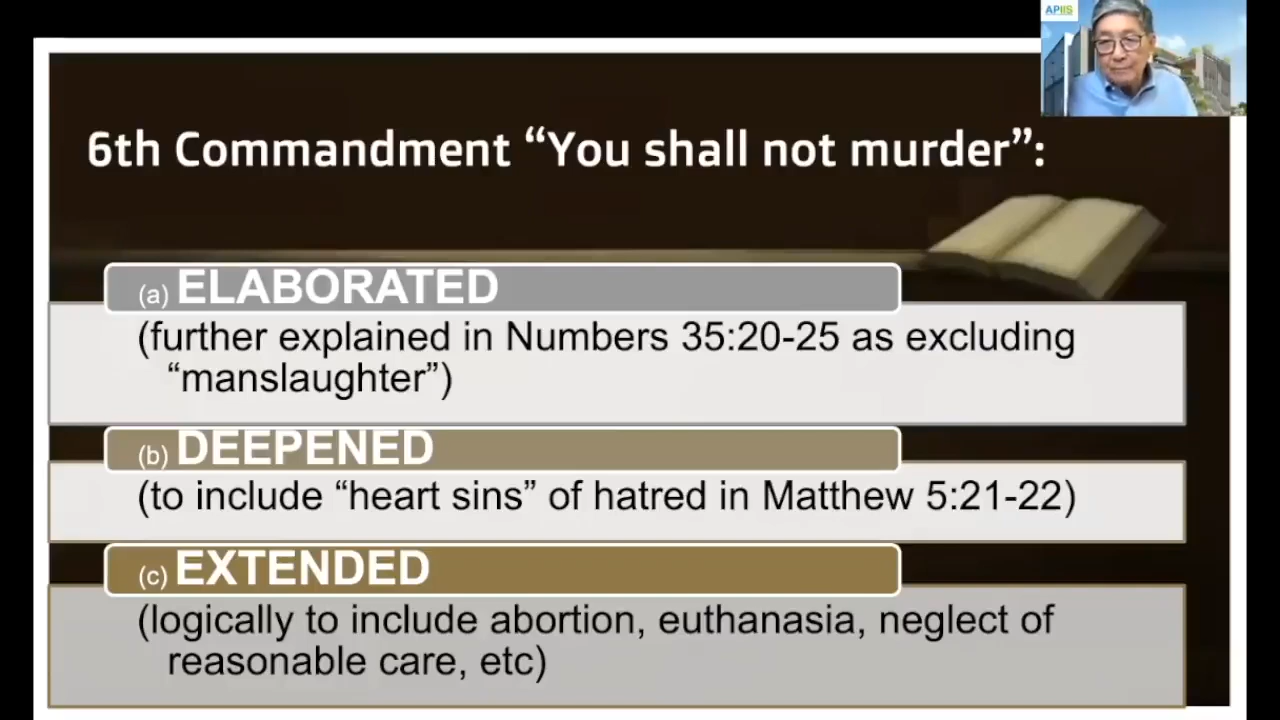 APIIS
6th Commandment “You shall not murder”:
(a) ELABORATED
(further explained in Numbers 35:20-25 as excluding
“manslaughter”)
(b) DEEPENED
(to include “heart sins” of hatred in Matthew 5:21-22)
(c) EXTENDED
(logically to include abortion, euthanasia, neglect of
reasonable care, etc)